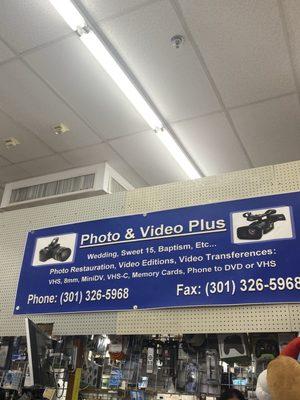 Photo & Video Plus
Wedding, Sweet 15, Baptism, Etc...
Photo Restauration, Video Editions, Video Transferences:
VHS, 8mm, MiniDV, VHS-C, Memory Cards, Phone to DVD or VHS
Phone: (301) 326-5968 Fax: (301) 326-5968